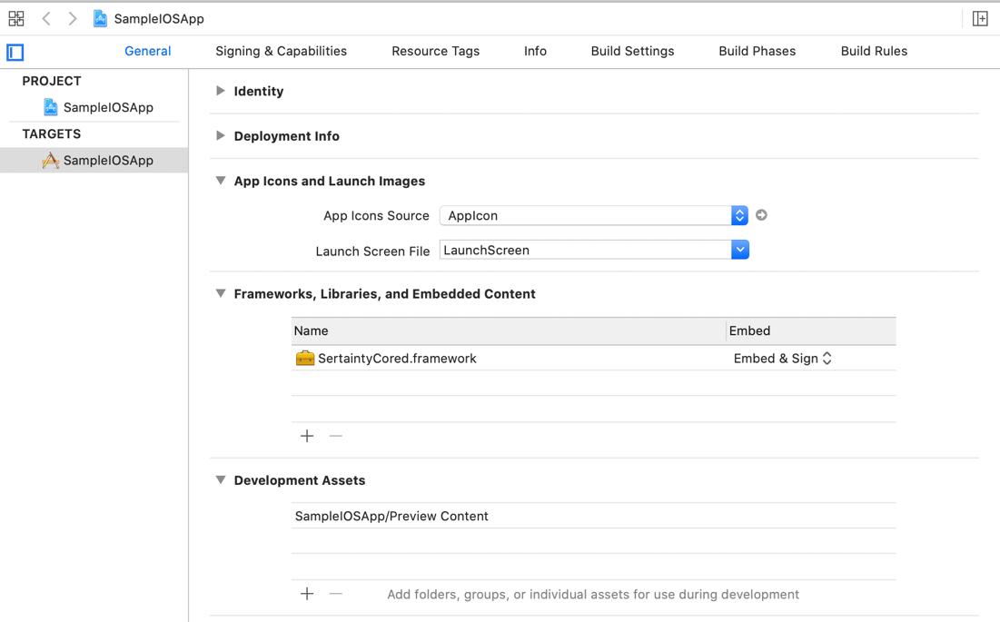 SampleIOSApp
General Signing & Capabilities Resource Tags Info Build Settings Build Phases Build Rules
PROJECT
SampleIOSApp
TARGETS
SampleIOSApp
Identity
Deployment Info
App Icons and Launch Images
App Icons Source AppIcon
Launch Screen File LaunchScreen
Frameworks, Libraries, and Embedded Content
Name Embed
SertaintyCored.framework Embed & Sign
Development Assets
SampleIOSApp/Preview Content
Add folders, groups, or individual assets for use during development